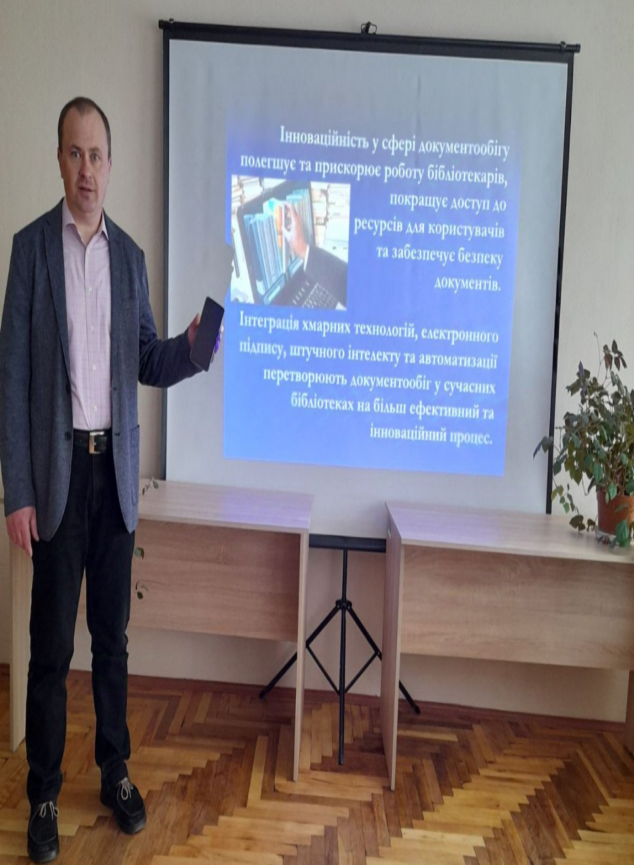 Інноваційність у сфері документообігу
полегшує та прискорює роботу бібліотекарів,
покращує доступ до
ресурсів для користувачів
та забезпечує безпеку
документів.
Інтеграція хмарних технологій, електронного
підпису, штучного інтелекту та автоматизації
перетворюють документообіг у сучасних
бібліотеках на більш ефективний та
інноваційний процес.